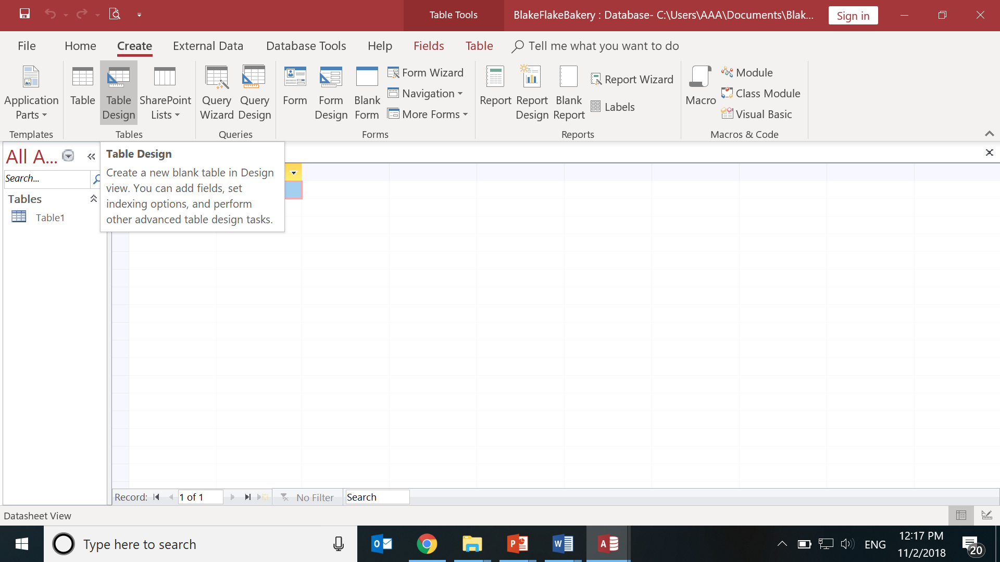 Table Tools
BlakeFlakeBakery : Database- C:\Users\AAA\Documents\Blak...
Sign in
File Home Create External Data Database Tools Help Fields Table Tell me what you want to do
Application Parts
Templates
Table
Table Design
SharePoint Lists
Tables
Query Wizard
Query Design
Queries
Form
Form Design
Blank Form
Form Wizard
Navigation
More Forms
Forms
Report
Report Design
Blank Report
Report Wizard
Labels
Reports
Macro
Module
Class Module
Visual Basic
Macros & Code
All A...
Search...
Tables
Table1
Table Design
Create a new blank table in Design
view. You can add fields, set
indexing options, and perform
other advanced table design tasks.
Record: 1 of 1 No Filter Search
Datasheet View
Type here to search
ENG
12:17 PM
11/2/2018
20